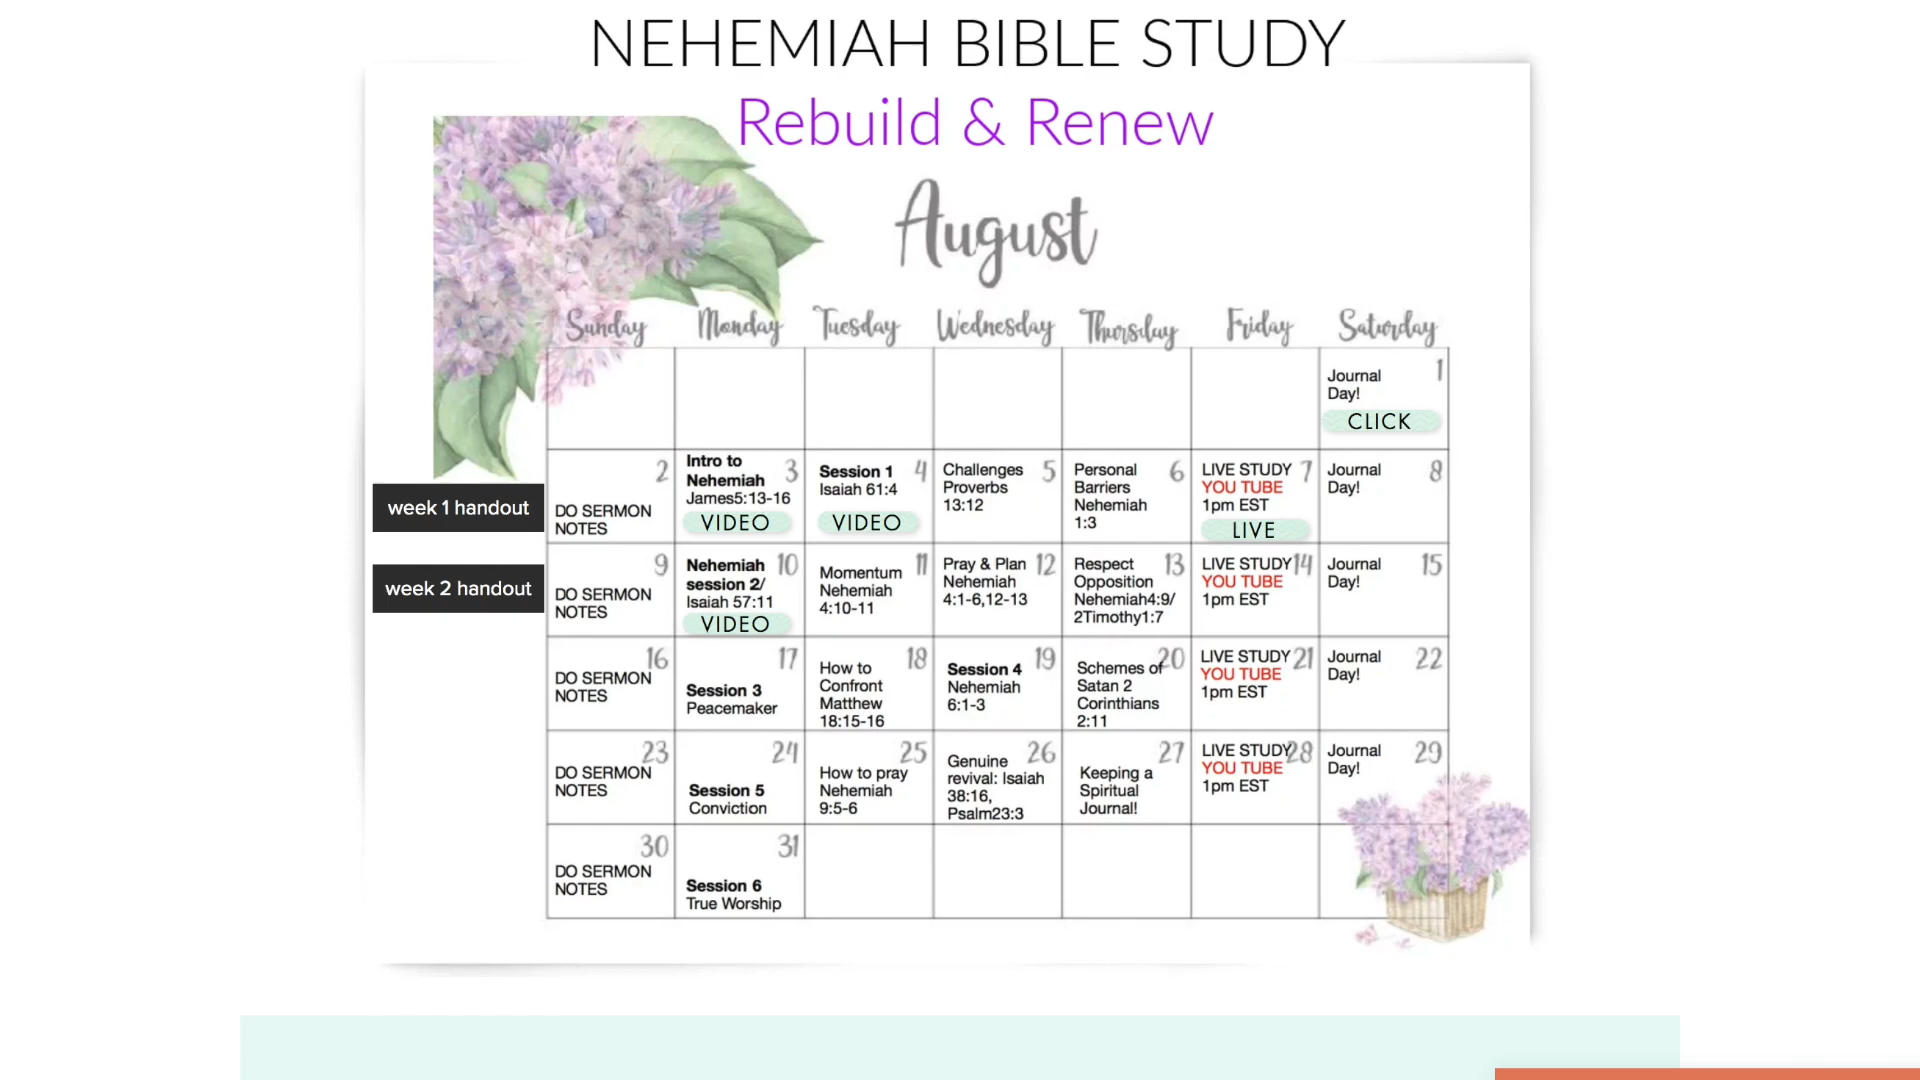 NEHEMIAH BIBLE STUDY
Rebuild & Renew
August
Sunday Monday Tuesday Wednesday Thursday Friday Saturday
1
Journal
Day!
CLICK
week 1 handout
2
DO SERMON
NOTES
3
Intro to
Nehemiah
James5:13-16
VIDEO
4
Session 1
Isaiah 61:4
VIDEO
5
Challenges
Proverbs
13:12
6
Personal
Barriers
Nehemiah
1:3
7
LIVE STUDY
YOU TUBE
1pm EST
LIVE
8
Journal
Day!
week 2 handout
9
DO SERMON
NOTES
10
Nehemiah
session 2/
Isaiah 57:11
VIDEO
11
Momentum
Nehemiah
4:10-11
12
Pray & Plan
Nehemiah
4:1-6,12-13
13
Respect
Opposition
Nehemiah4:9/
2Timothy1:7
14
LIVE STUDY
YOU TUBE
1pm EST
15
Journal
Day!
16
DO SERMON
NOTES
17
Session 3
Peacemaker
18
How to
Confront
Matthew
18:15-16
19
Session 4
Nehemiah
6:1-3
20
Schemes of
Satan 2
Corinthians
2:11
21
LIVE STUDY
YOU TUBE
1pm EST
22
Journal
Day!
23
DO SERMON
NOTES
24
Session 5
Conviction
25
How to pray
Nehemiah
9:5-6
26
Genuine
revival: Isaiah
38:16,
Psalm23:3
27
Keeping a
Spiritual
Journal!
28
LIVE STUDY
YOU TUBE
1pm EST
29
Journal
Day!
30
DO SERMON
NOTES
31
Session 6
True Worship